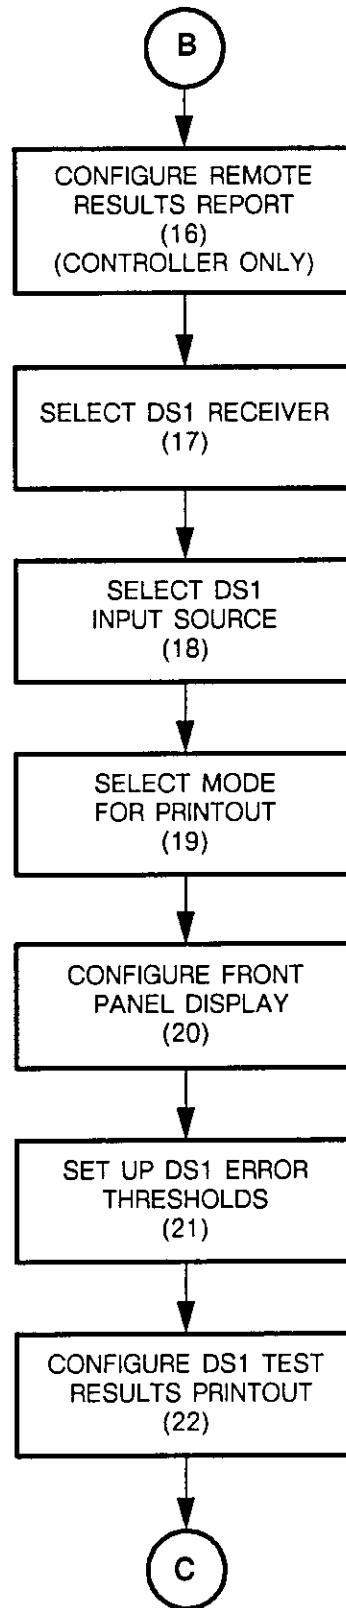 B
CONFIGURE REMOTE
RESULTS REPORT
(16)
(CONTROLLER ONLY)
SELECT DS1 RECEIVER
(17)
SELECT DS1
INPUT SOURCE
(18)
SELECT MODE
FOR PRINTOUT
(19)
CONFIGURE FRONT
PANEL DISPLAY
(20)
SET UP DS1 ERROR
THRESHOLDS
(21)
CONFIGURE DS1 TEST
RESULTS PRINTOUT
(22)
C